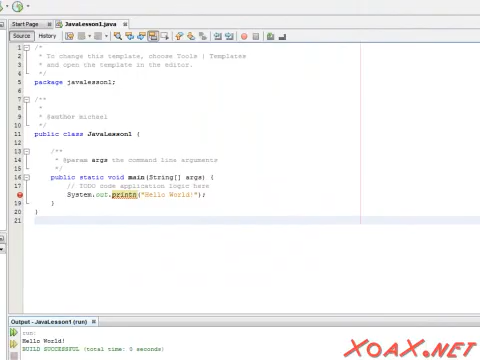 Start Page JavaLesson1.java
Source History
1 /*
2 * To change this template, choose Tools | Templates
3 * and open the template in the editor.
4 */
5 package javalesson1;
6
7 /**
8 *
9 * @author michael
10 */
11 public class JavaLesson1 {
12
13 /**
14 * @param args the command line arguments
15 */
16 public static void main(String[] args) {
17 // TODO code application logic here
System.out.printn("Hello World!");
19 }
20 }
21
Output - JavaLesson1 (run)
run:
Hello World!
BUILD SUCCESSFUL (total time: 0 seconds)
XOAX.NET